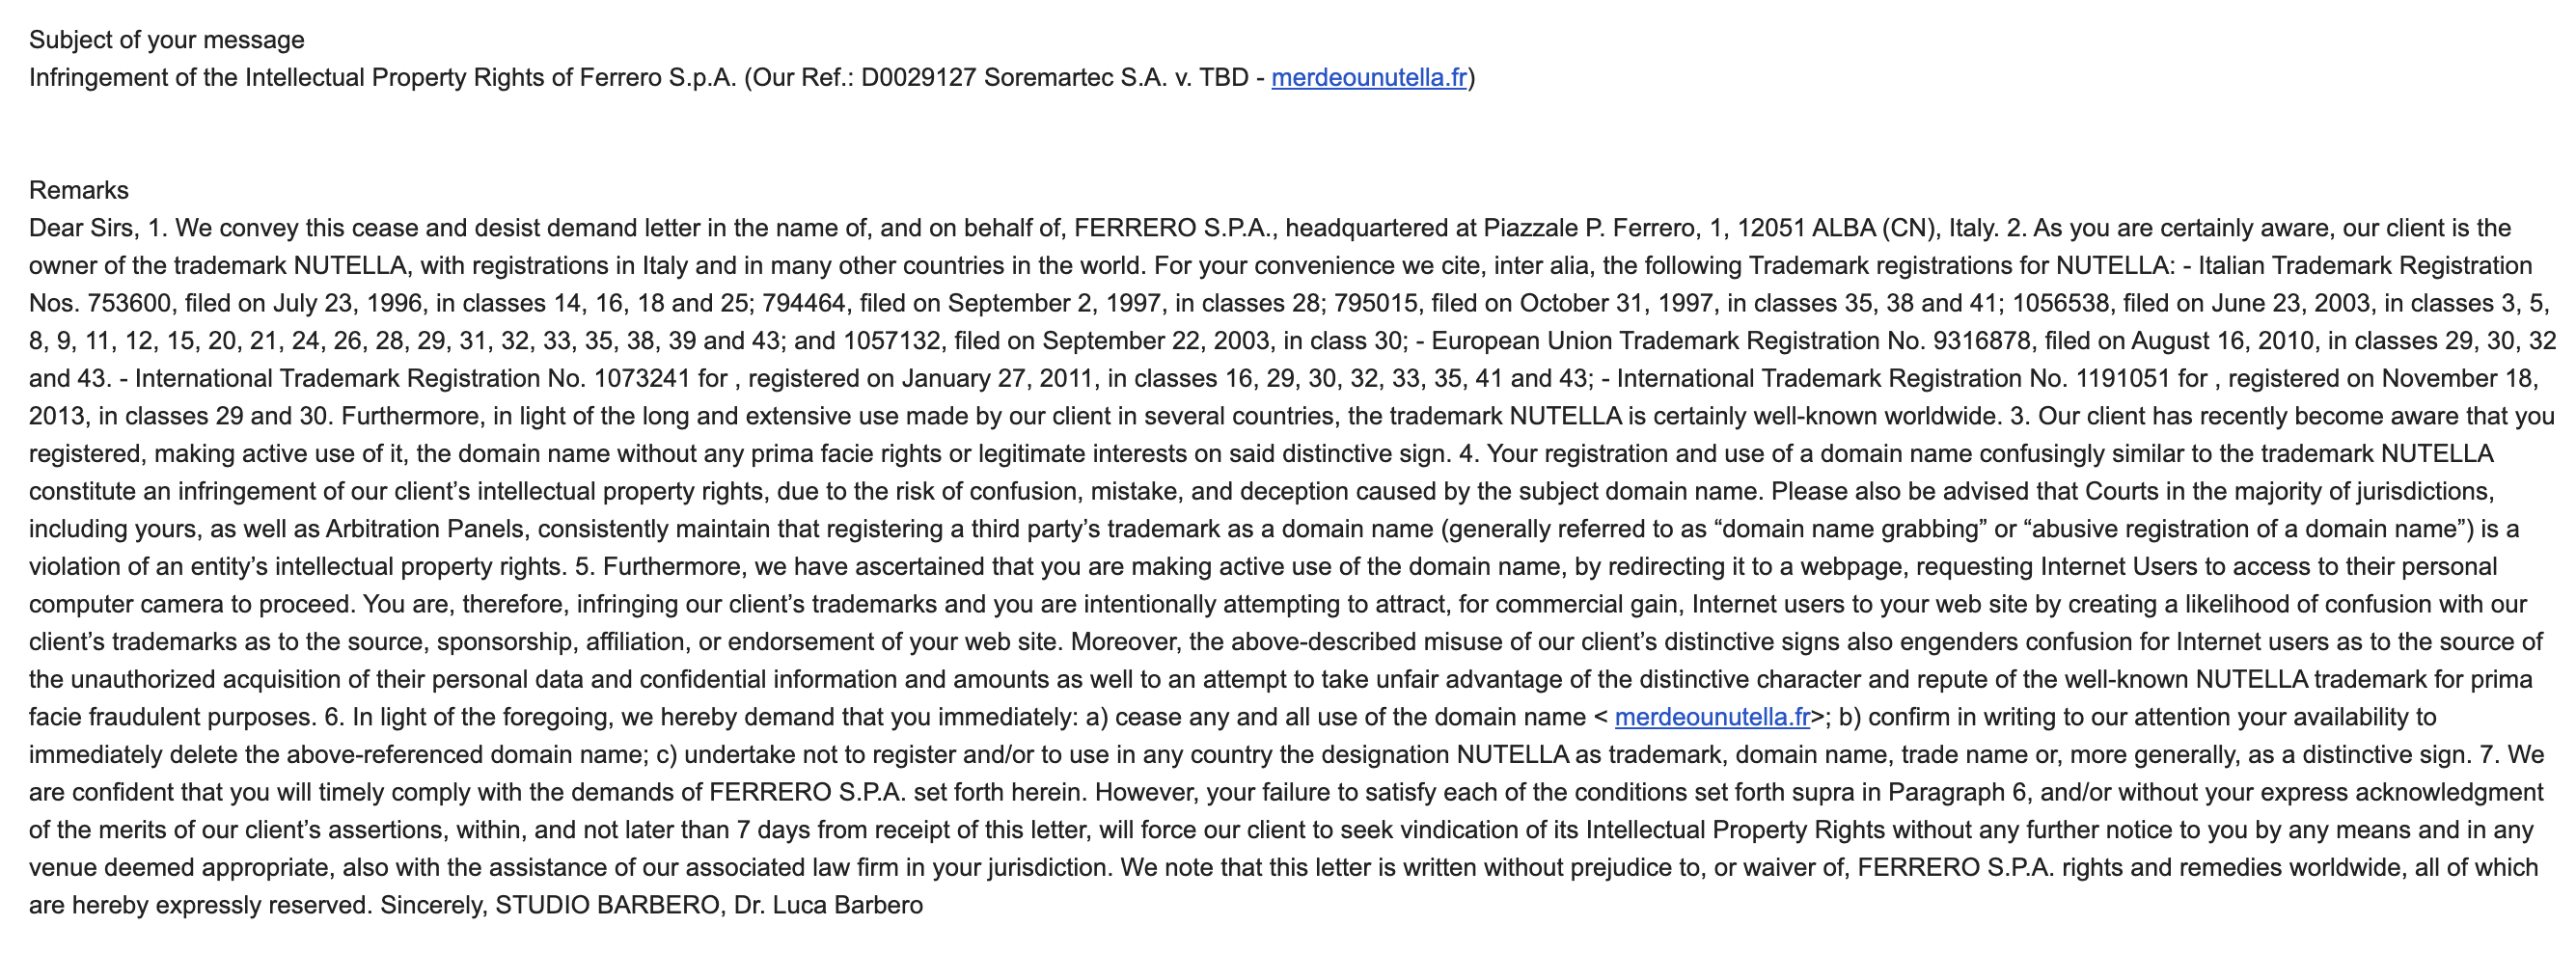 Subject of your message
Infringement of the Intellectual Property Rights of Ferrero S.p.A. (Our Ref.: D0029127 Soremartec S.A. v. TBD - merdeounutella.fr)
Remarks
Dear Sirs, 1. We convey this cease and desist demand letter in the name of, and on behalf of, FERRERO S.P.A., headquartered at Piazzale P. Ferrero, 1, 12051 ALBA (CN), Italy. 2. As you are certainly aware, our client is the
owner of the trademark NUTELLA, with registrations in Italy and in many other countries in the world. For your convenience we cite, inter alia, the following Trademark registrations for NUTELLA: - Italian Trademark Registration
Nos. 753600, filed on July 23, 1996, in classes 14, 16, 18 and 25; 794464, filed on September 2, 1997, in classes 28; 795015, filed on October 31, 1997, in classes 35, 38 and 41; 1056538, filed on June 23, 2003, in classes 3, 5,
8, 9, 11, 12, 15, 20, 21, 24, 26, 28, 29, 31, 32, 33, 35, 38, 39 and 43; and 1057132, filed on September 22, 2003, in class 30; - European Union Trademark Registration No. 9316878, filed on August 16, 2010, in classes 29, 30, 32
and 43. - International Trademark Registration No. 1073241 for , registered on January 27, 2011, in classes 16, 29, 30, 32, 33, 35, 41 and 43; - International Trademark Registration No. 1191051 for , registered on November 18,
2013, in classes 29 and 30. Furthermore, in light of the long and extensive use made by our client in several countries, the trademark NUTELLA is certainly well-known worldwide. 3. Our client has recently become aware that you
registered, making active use of it, the domain name without any prima facie rights or legitimate interests on said distinctive sign. 4. Your registration and use of a domain name confusingly similar to the trademark NUTELLA
constitute an infringement of our client’s intellectual property rights, due to the risk of confusion, mistake, and deception caused by the subject domain name. Please also be advised that Courts in the majority of jurisdictions,
including yours, as well as Arbitration Panels, consistently maintain that registering a third party’s trademark as a domain name (generally referred to as “domain name grabbing” or “abusive registration of a domain name”) is a
violation of an entity’s intellectual property rights. 5. Furthermore, we have ascertained that you are making active use of the domain name, by redirecting it to a webpage, requesting Internet Users to access to their personal
computer camera to proceed. You are, therefore, infringing our client’s trademarks and you are intentionally attempting to attract, for commercial gain, Internet users to your web site by creating a likelihood of confusion with our
client’s trademarks as to the source, sponsorship, affiliation, or endorsement of your web site. Moreover, the above-described misuse of our client’s distinctive signs also engenders confusion for Internet users as to the source of
the unauthorized acquisition of their personal data and confidential information and amounts as well to an attempt to take unfair advantage of the distinctive character and repute of the well-known NUTELLA trademark for prima
facie fraudulent purposes. 6. In light of the foregoing, we hereby demand that you immediately: a) cease any and all use of the domain name < merdeounutella.fr>; b) confirm in writing to our attention your availability to
immediately delete the above-referenced domain name; c) undertake not to register and/or to use in any country the designation NUTELLA as trademark, domain name, trade name or, more generally, as a distinctive sign. 7. We
are confident that you will timely comply with the demands of FERRERO S.P.A. set forth herein. However, your failure to satisfy each of the conditions set forth supra in Paragraph 6, and/or without your express acknowledgment
of the merits of our client’s assertions, within, and not later than 7 days from receipt of this letter, will force our client to seek vindication of its Intellectual Property Rights without any further notice to you by any means and in any
venue deemed appropriate, also with the assistance of our associated law firm in your jurisdiction. We note that this letter is written without prejudice to, or waiver of, FERRERO S.P.A. rights and remedies worldwide, all of which
are hereby expressly reserved. Sincerely, STUDIO BARBERO, Dr. Luca Barbero